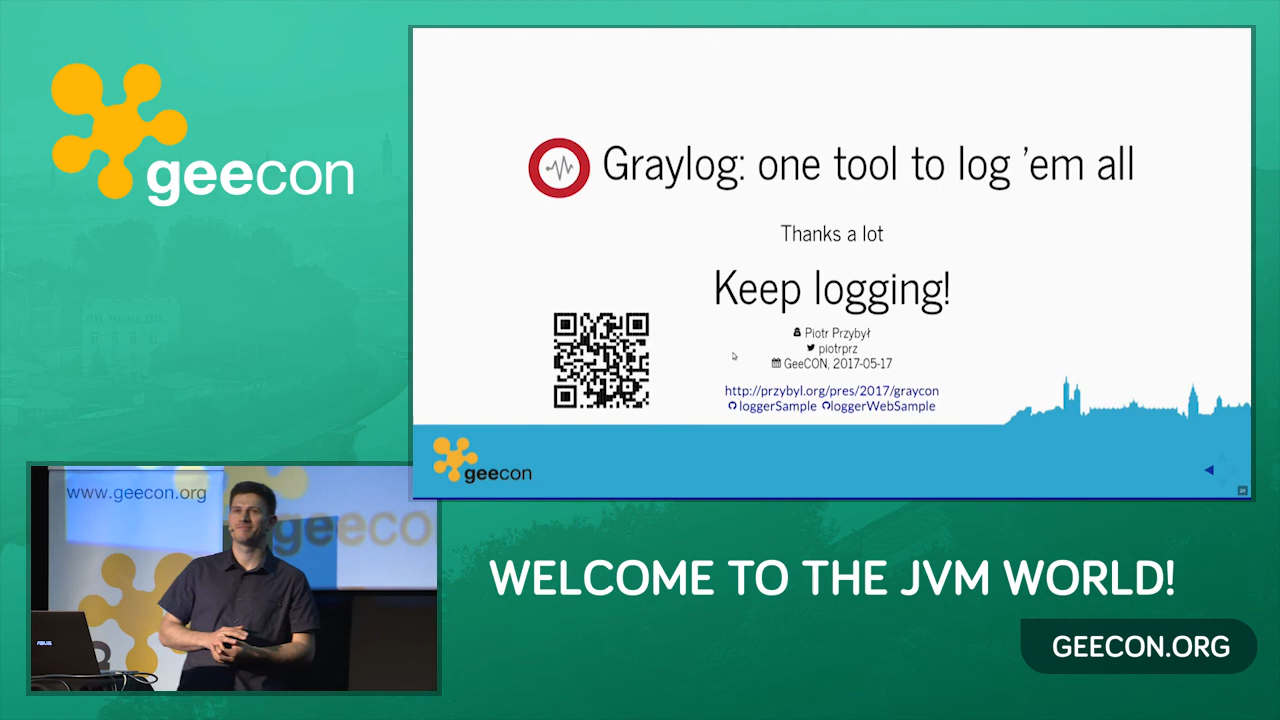 geecon
Graylog: one tool to log 'em all
Thanks a lot
Keep logging!
Piotr Przybył
piotrprz
GeeCON, 2017-05-17
http://przybyl.org/pres/2017/graycon
loggerSample loggerWebSample
geecon
www.geecon.org
geeco
ASUS
WELCOME TO THE JVM WORLD!
GEECON.ORG